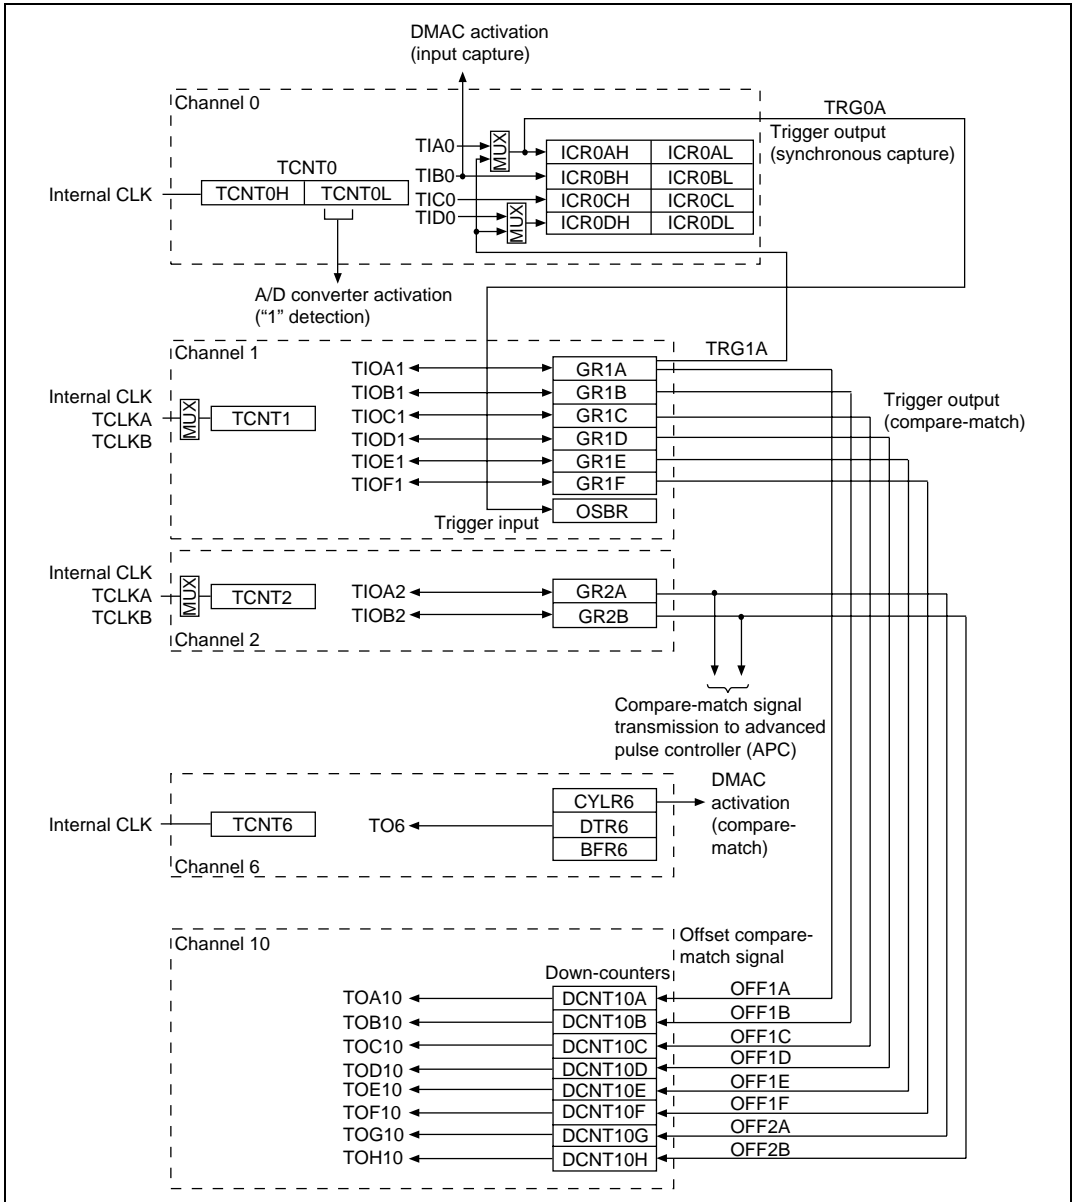 DMAC activation
(input capture)
Channel 0
TRG0A
Trigger output
(synchronous capture)
TIA0
MUX
ICR0AH ICR0AL
TCNT0
TIB0
ICR0BH ICR0BL
Internal CLK
TCNT0H TCNT0L
TIC0
ICR0CH ICR0CL
TID0
MUX
ICR0DH ICR0DL
A/D converter activation
(“1” detection)
Channel 1
TRG1A
TIOA1 GR1A
Internal CLK
TIOB1 GR1B
Trigger output
(compare-match)
TCLKA
MUX
TCNT1
TIOC1 GR1C
TCLKB
TIOD1 GR1D
TIOE1 GR1E
TIOF1 GR1F
OSBR
Trigger input
Internal CLK
TCLKA
MUX
TCNT2
TIOA2 GR2A
TCLKB
TIOB2 GR2B
Channel 2
Compare-match signal
transmission to advanced
pulse controller (APC)
DMAC
activation
(compare-
match)
CYLR6
Internal CLK
TCNT6
TO6
DTR6
BFR6
Channel 6
Channel 10
Offset compare-
match signal
Down-counters
TOA10 DCNT10A OFF1A
TOB10 DCNT10B OFF1B
TOC10 DCNT10C OFF1C
TOD10 DCNT10D OFF1D
TOE10 DCNT10E OFF1E
TOF10 DCNT10F OFF1F
TOG10 DCNT10G OFF2A
TOH10 DCNT10H OFF2B